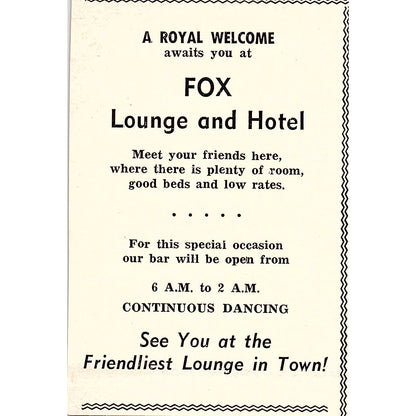 A ROYAL WELCOME
awaits you at
FOX
Lounge and Hotel
Meet your friends here,
where there is plenty of room,
good beds and low rates.
. . . . .
For this special occasion
our bar will be open from
6 A.M. to 2 A.M.
CONTINUOUS DANCING
See You at the
Friendliest Lounge in Town!